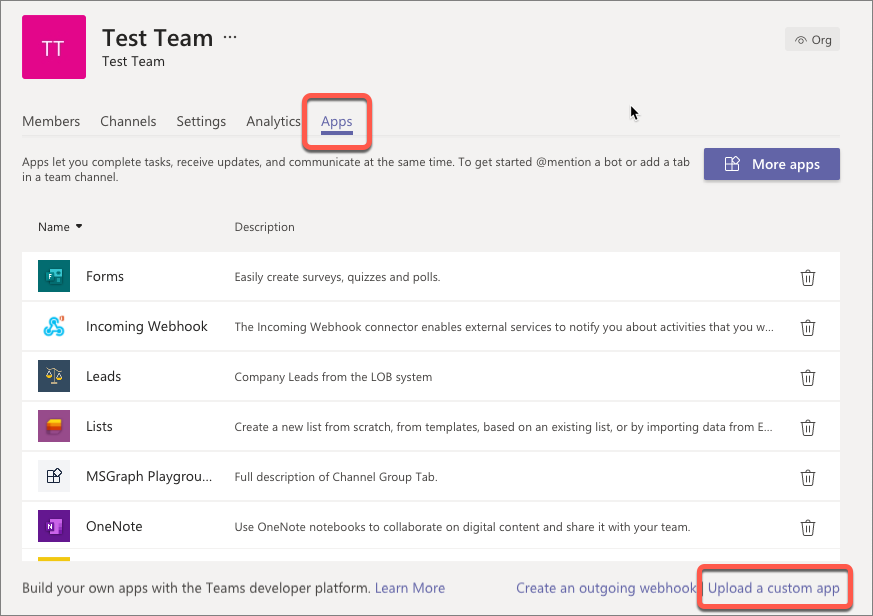 TT
Test Team ...
Test Team
Org
Members Channels Settings Analytics Apps
Apps let you complete tasks, receive updates, and communicate at the same time. To get started @mention a bot or add a tab
in a team channel.
More apps
Name Description
Forms Easily create surveys, quizzes and polls.
Incoming Webhook The Incoming Webhook connector enables external services to notify you about activities that you w...
Leads Company Leads from the LOB system
Lists Create a new list from scratch, from templates, based on an existing list, or by importing data from E...
MSGraph Playgrou... Full description of Channel Group Tab.
OneNote Use OneNote notebooks to collaborate on digital content and share it with your team.
Build your own apps with the Teams developer platform. Learn More Create an outgoing webhook | Upload a custom app